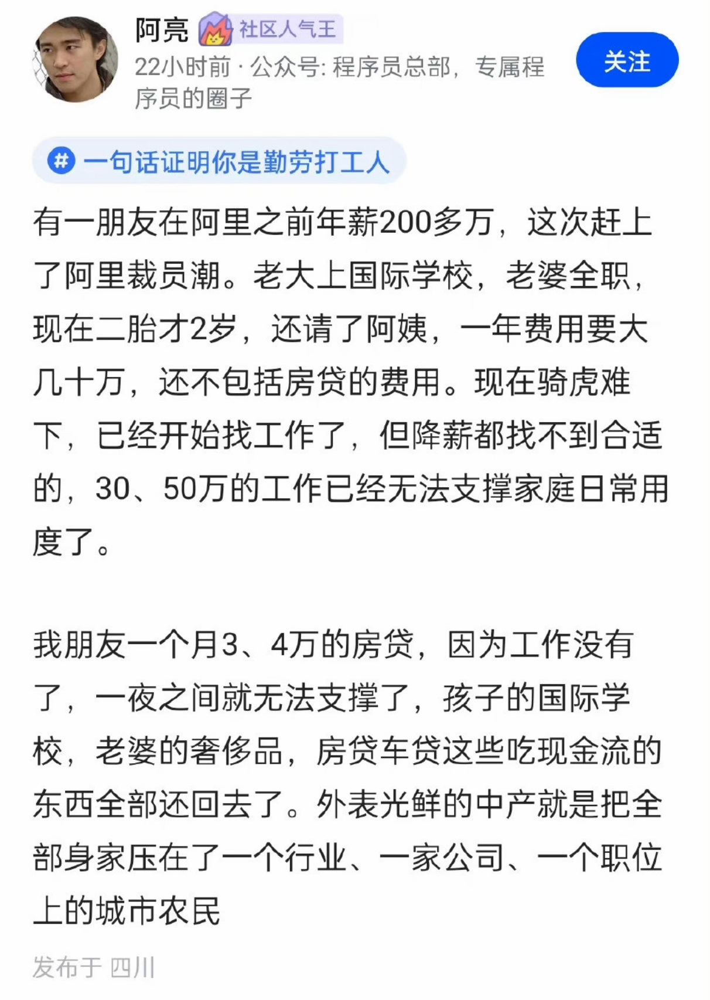 阿亮 社区人气王
22小时前 · 公众号: 程序员总部，专属程
序员的圈子
关注
# 一句话证明你是勤劳打工人
有一朋友在阿里之前年薪200多万，这次赶上
了阿里裁员潮。老大上国际学校，老婆全职，
现在二胎才2岁，还请了阿姨，一年费用要大
几十万，还不包括房贷的费用。现在骑虎难
下，已经开始找工作了，但降薪都找不到合适
的，30、50万的工作已经无法支撑家庭日常用
度了。
我朋友一个月3、4万的房贷，因为工作没有
了，一夜之间就无法支撑了，孩子的国际学
校，老婆的奢侈品，房贷车贷这些吃现金流的
东西全部还回去了。外表光鲜的中产就是把全
部身家压在了一个行业、一家公司、一个职位
上的城市农民
发布于 四川